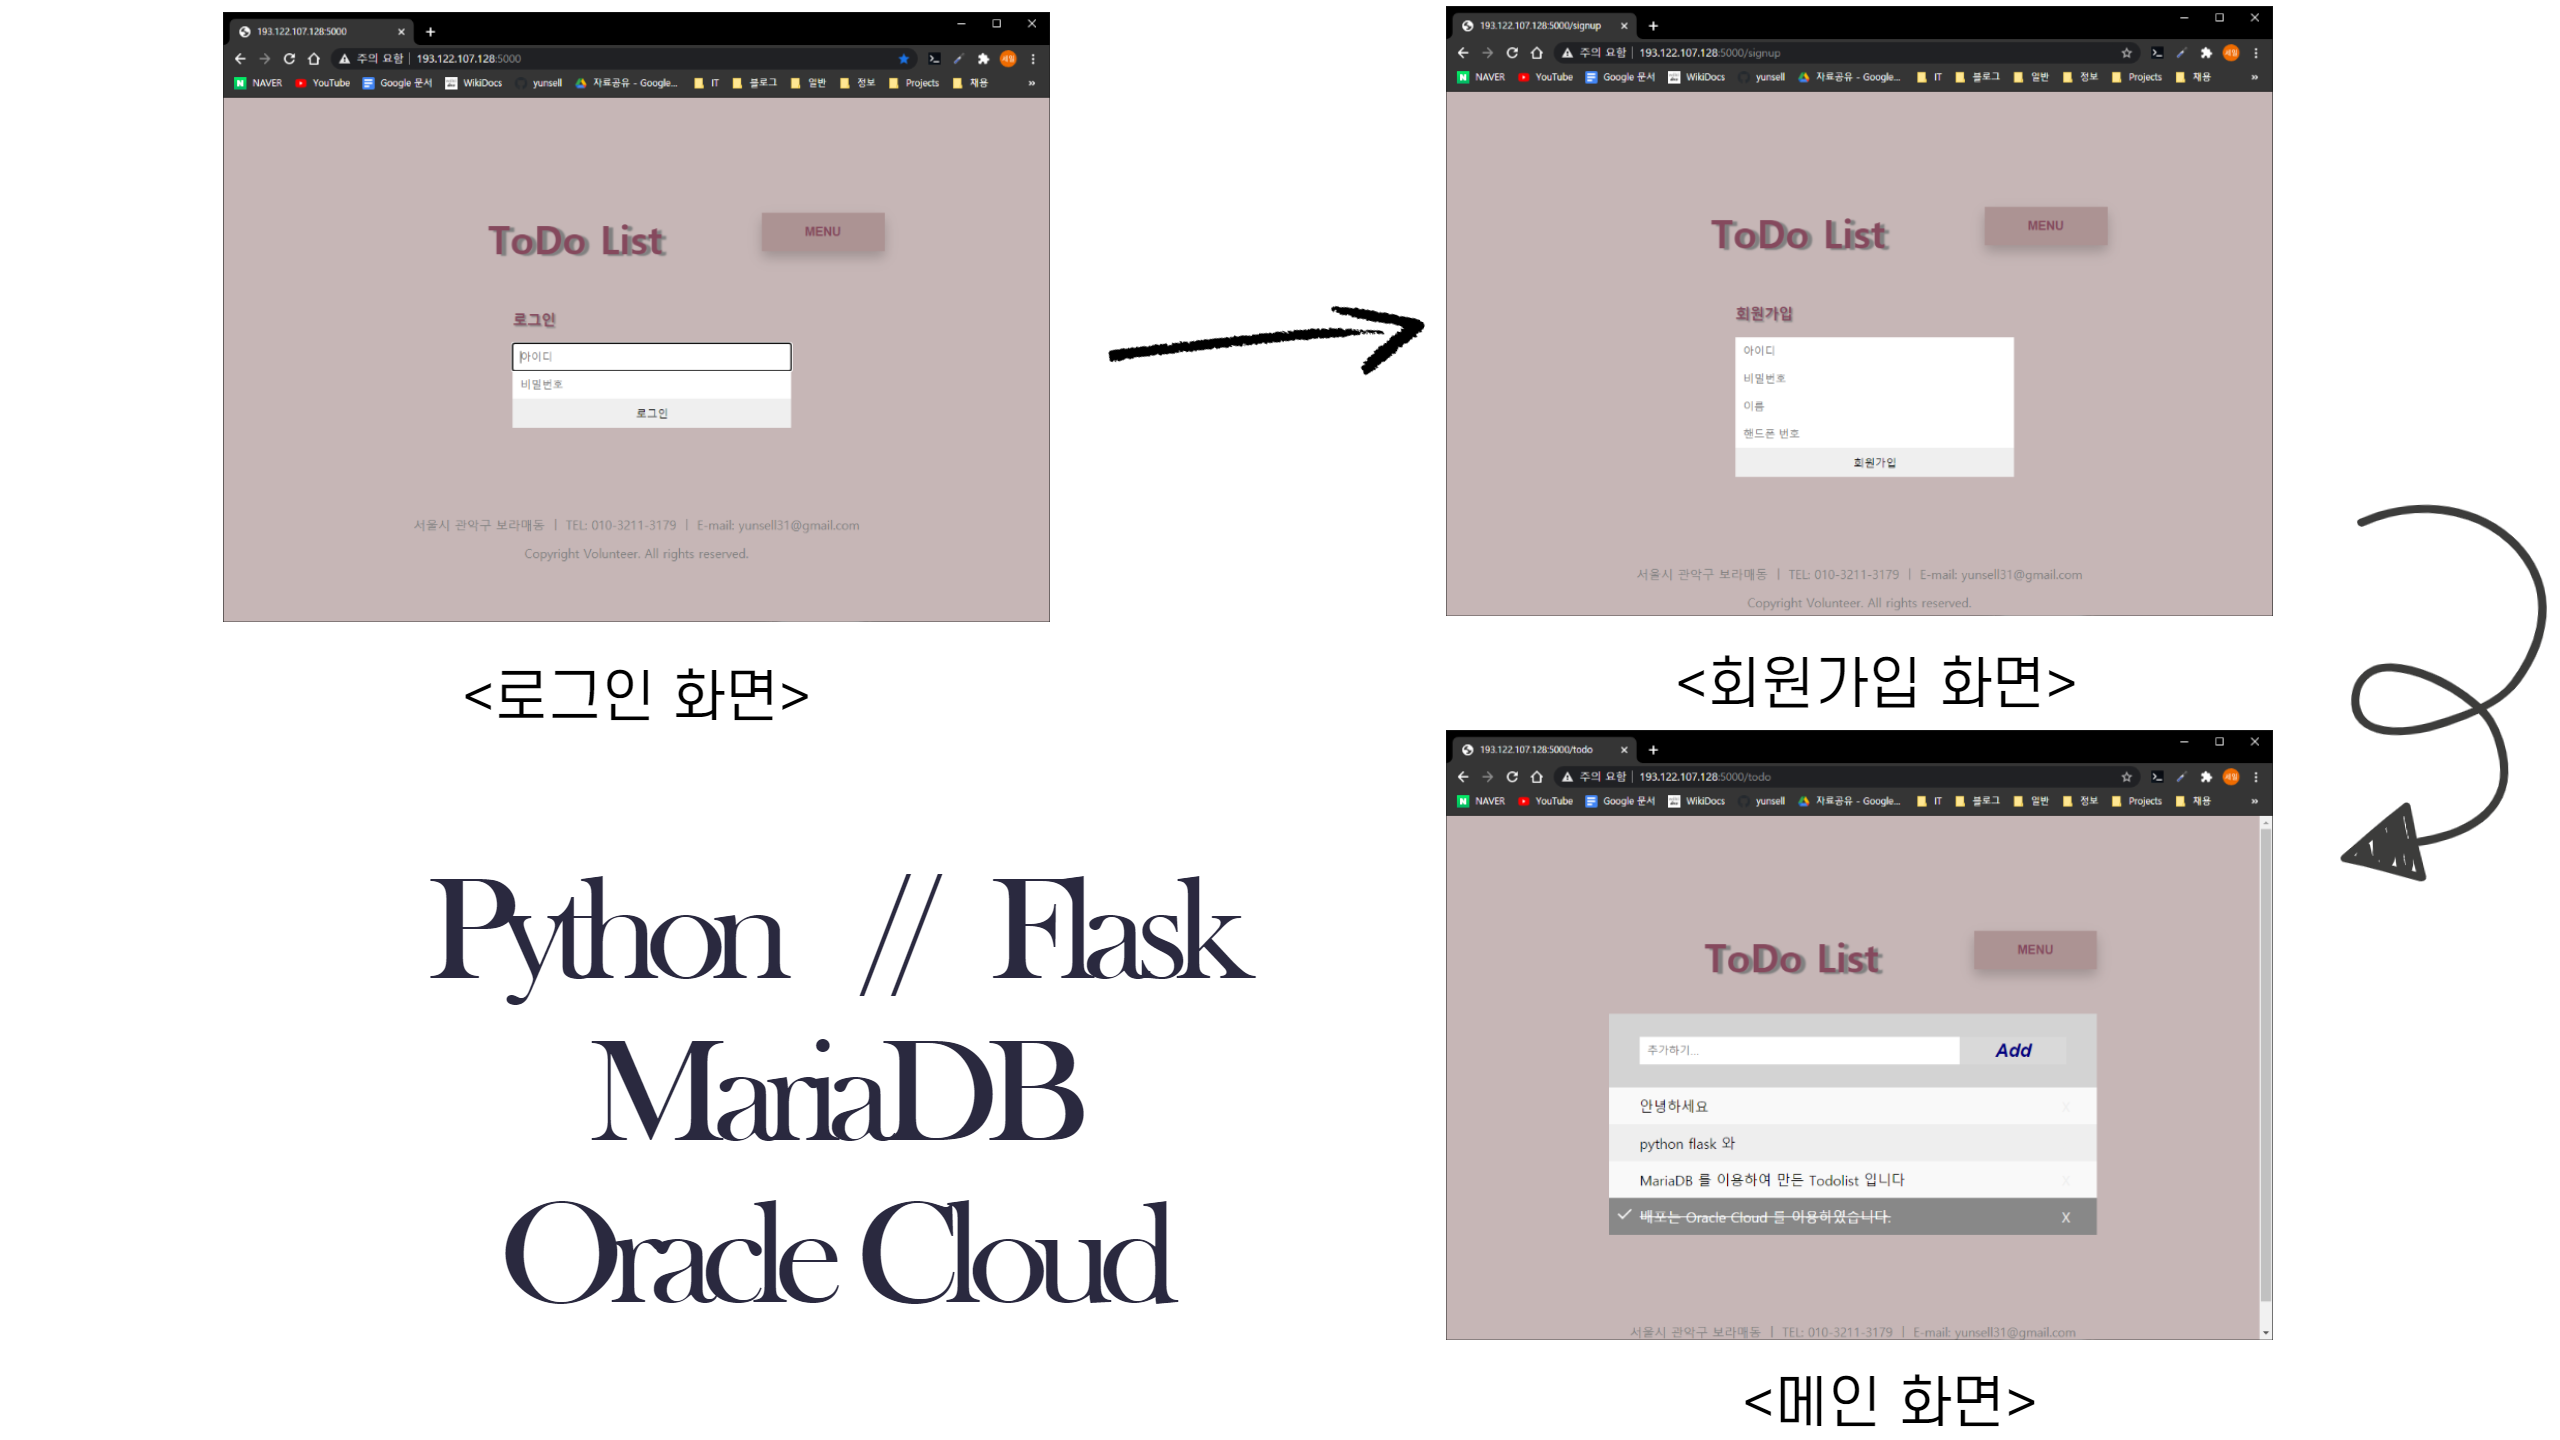 193.122.107.128:5000
주의 요함 | 193.122.107.128:5000
NAVER YouTube Google 문서 WikiDocs yunsell 자료공유 - Google... IT 블로그 일반 정보 Projects 채용 »
ToDo List
MENU
로그인
아이디
비밀번호
로그인
서울시 관악구 보라매동 | TEL: 010-3211-3179 | E-mail: yunsell31@gmail.com
Copyright Volunteer. All rights reserved.
<로그인 화면>
193.122.107.128:5000/signup
주의 요함 | 193.122.107.128:5000/signup
NAVER YouTube Google 문서 WikiDocs yunsell 자료공유 - Google... IT 블로그 일반 정보 Projects 채용 »
ToDo List
MENU
회원가입
아이디
비밀번호
이름
핸드폰 번호
회원가입
서울시 관악구 보라매동 | TEL: 010-3211-3179 | E-mail: yunsell31@gmail.com
Copyright Volunteer. All rights reserved.
<회원가입 화면>
193.122.107.128:5000/todo
주의 요함 | 193.122.107.128:5000/todo
NAVER YouTube Google 문서 WikiDocs yunsell 자료공유 - Google... IT 블로그 일반 정보 Projects 채용 »
ToDo List
MENU
추가하기...
Add
안녕하세요 X
python flask 와
MariaDB 를 이용하여 만든 Todolist 입니다 X
배포는 Oracle Cloud 를 이용하였습니다. X
서울시 관악구 보라매동 | TEL: 010-3211-3179 | E-mail: yunsell31@gmail.com
<메인 화면>
Python // Flask
MariaDB
Oracle Cloud